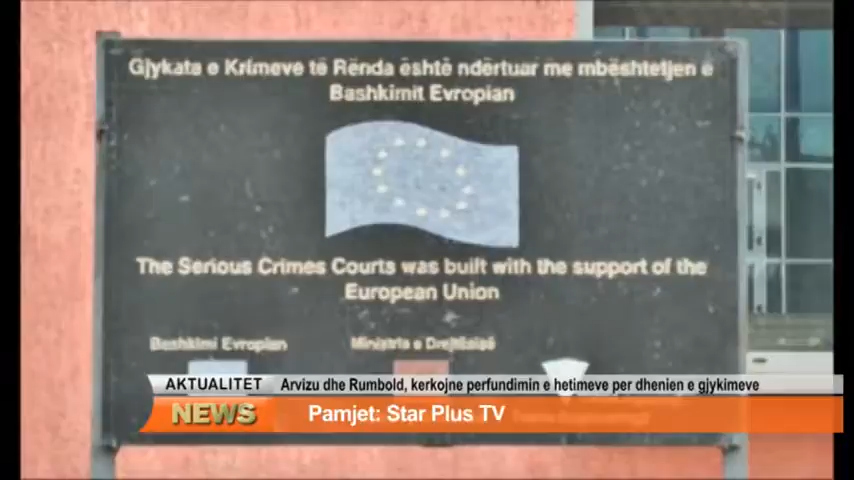 Gjykata e Krimeve të Rënda është ndërtuar me mbështetjen e
Bashkimit Evropian
The Serious Crimes Courts was built with the support of the
European Union
Bashkimi Evropian
Ministria e Drejtësisë
AKTUALITET
Arvizu dhe Rumbold, kerkojne perfundimin e hetimeve per dhenien e gjykimeve
NEWS
Pamjet: Star Plus TV